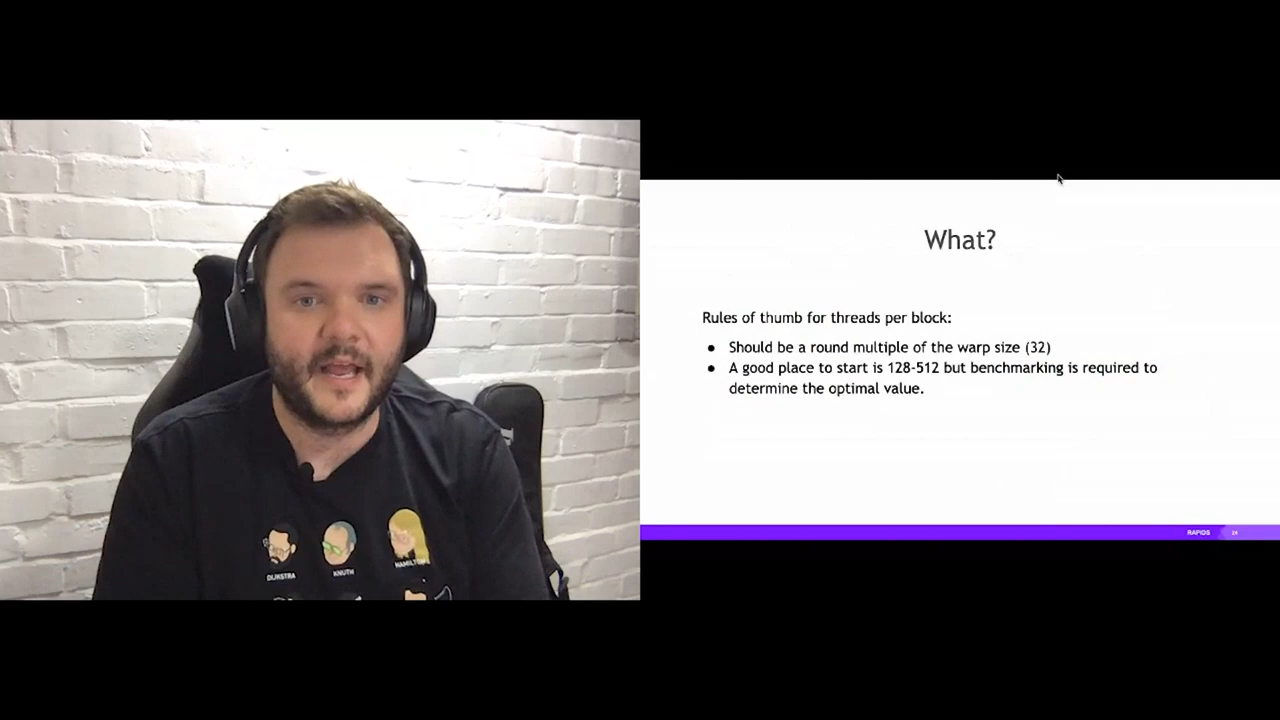 What?
Rules of thumb for threads per block:
● Should be a round multiple of the warp size (32)
● A good place to start is 128-512 but benchmarking is required to
determine the optimal value.
RAPIDS
DIJKSTRA
KNUTH
HAMILTON